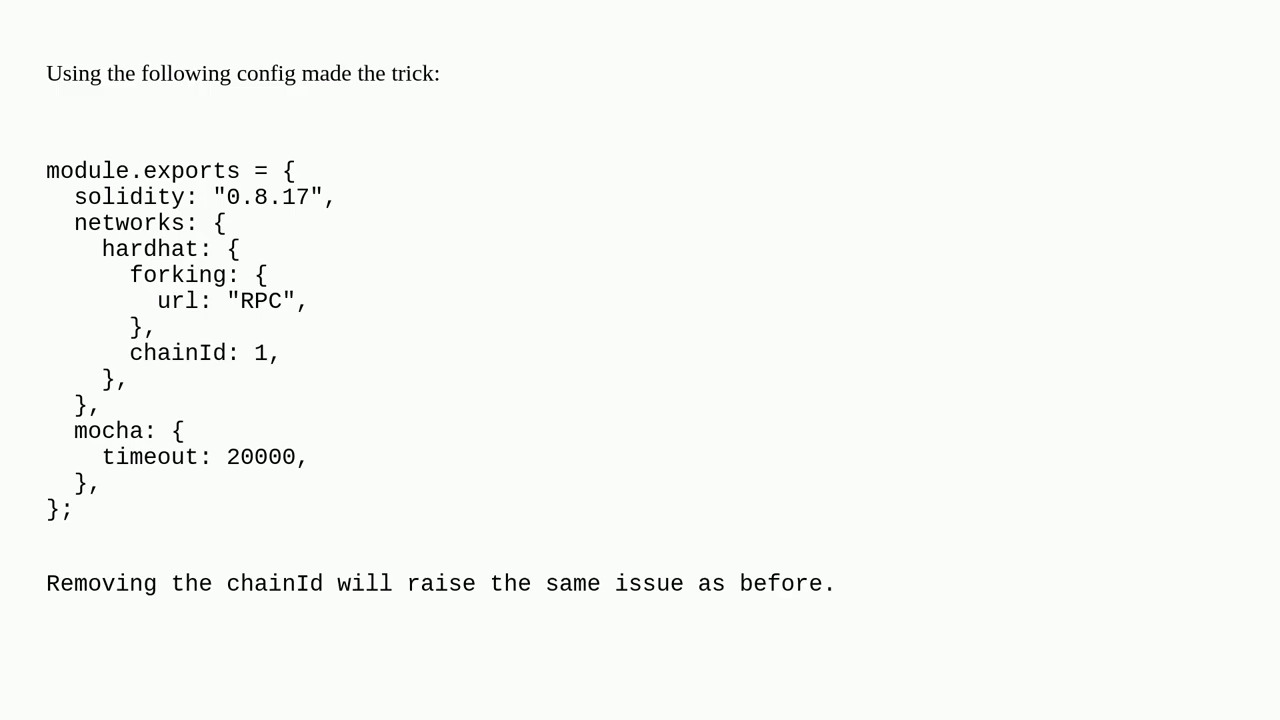 Using the following config made the trick:
module.exports = {
  solidity: "0.8.17",
  networks: {
    hardhat: {
      forking: {
        url: "RPC",
      },
      chainId: 1,
    },
  },
  mocha: {
    timeout: 20000,
  },
};
Removing the chainId will raise the same issue as before.